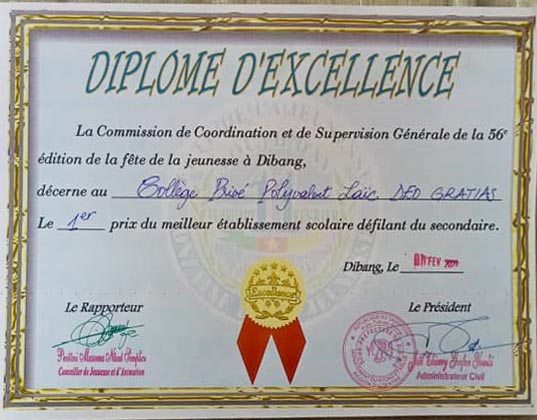 DIPLOME D'EXCELLENCE
La Commission de Coordination et de Supervision Générale de la 56e
édition de la fête de la jeunesse à Dibang,
décerne au Collège Privé Polyvalent Laïc DEO GRATIAS
Le 1er prix du meilleur établissement scolaire défilant du secondaire.
Dibang, Le FEV
Le Rapporteur
Le Président
Excellence
Conseiller de Jeunesse et d'Animation
Administrateur Civil